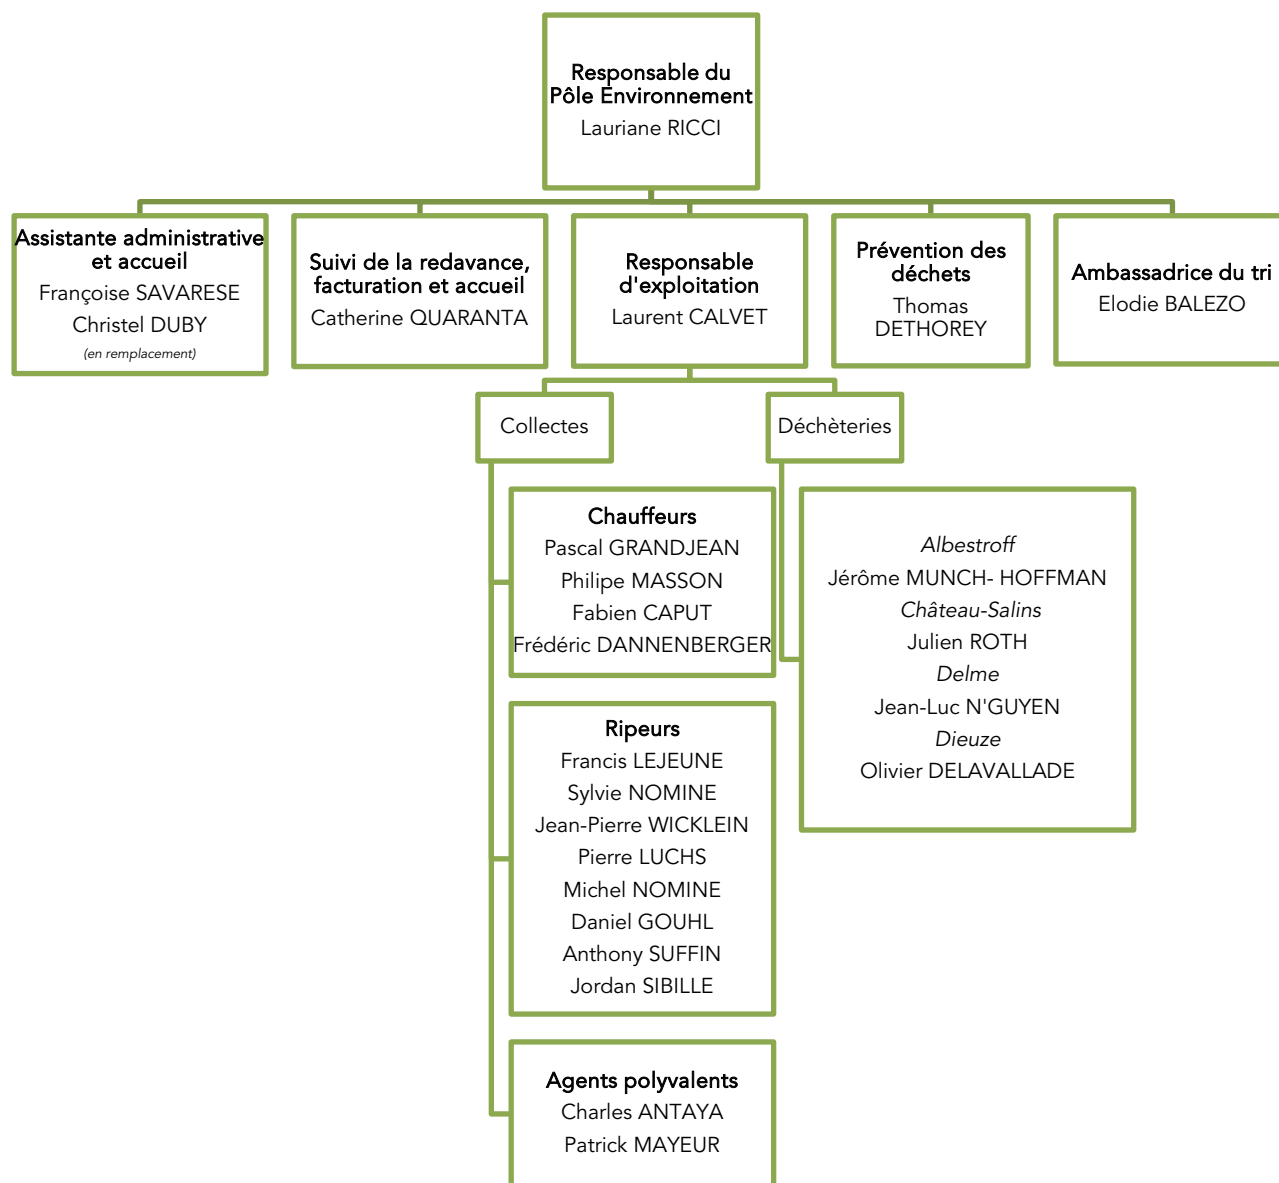 Responsable du
Pôle Environnement
Lauriane RICCI
Assistante administrative
et accueil
Françoise SAVARESE
Christel DUBY
(en remplacement)
Suivi de la redavance,
facturation et accueil
Catherine QUARANTA
Responsable
d'exploitation
Laurent CALVET
Prévention des
déchets
Thomas
DETHOREY
Ambassadrice du tri
Elodie BALEZO
Collectes
Déchèteries
Chauffeurs
Pascal GRANDJEAN
Philipe MASSON
Fabien CAPUT
Frédéric DANNENBERGER
Ripeurs
Francis LEJEUNE
Sylvie NOMINE
Jean-Pierre WICKLEIN
Pierre LUCHS
Michel NOMINE
Daniel GOUHL
Anthony SUFFIN
Jordan SIBILLE
Agents polyvalents
Charles ANTAYA
Patrick MAYEUR
Albestroff
Jérôme MUNCH- HOFFMAN
Château-Salins
Julien ROTH
Delme
Jean-Luc N'GUYEN
Dieuze
Olivier DELAVALLADE